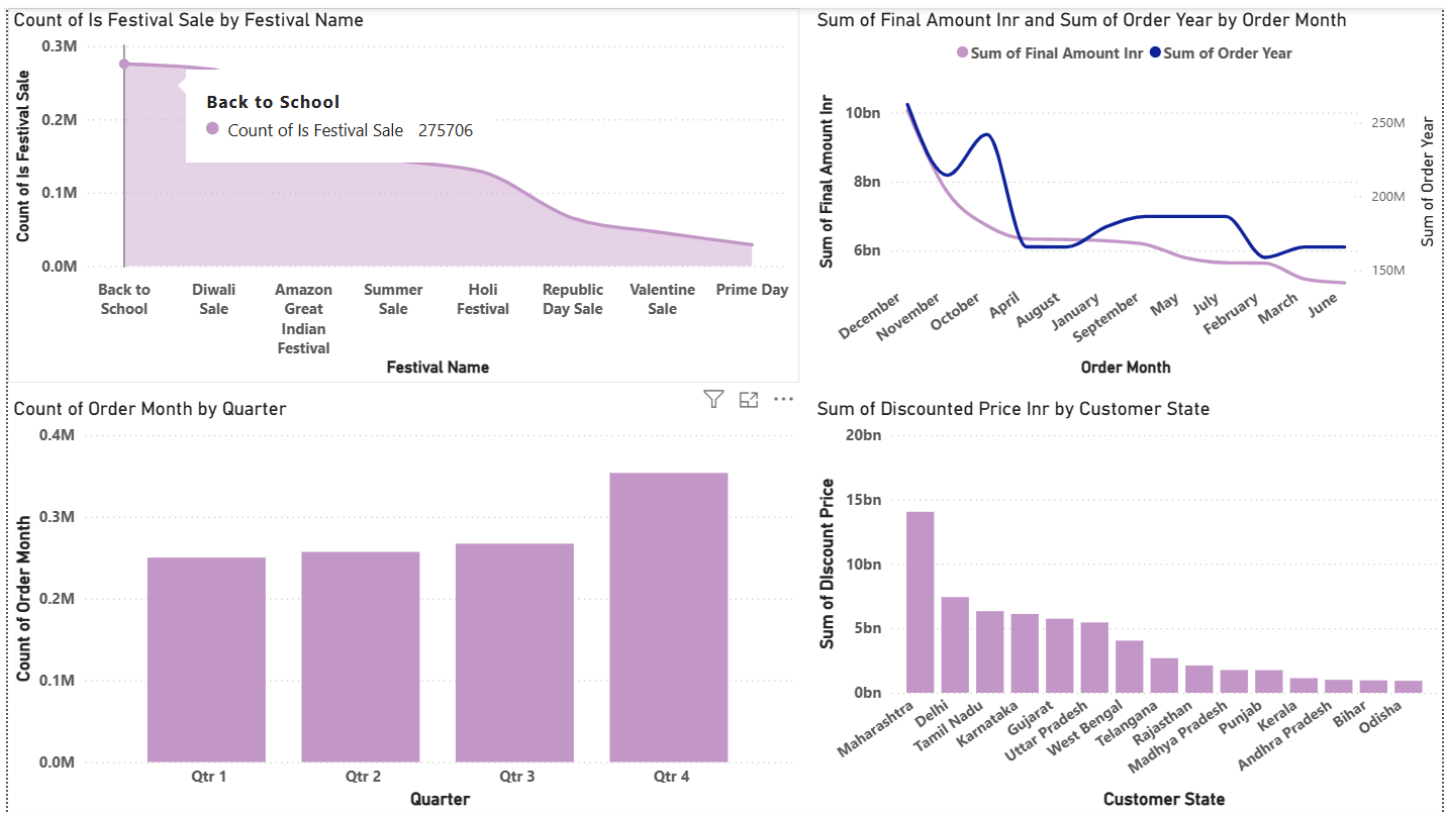 Count of Is Festival Sale by Festival Name
Count of Is Festival Sale
0.3M
0.2M
0.1M
0.0M
Back to School
Count of Is Festival Sale 275706
Back to
School
Diwali
Sale
Amazon
Great
Indian
Festival
Summer
Sale
Holi
Festival
Republic
Day Sale
Valentine
Sale
Prime Day
Festival Name
Sum of Final Amount Inr and Sum of Order Year by Order Month
Sum of Final Amount Inr
Sum of Order Year
Sum of Final Amount Inr
10bn
8bn
6bn
250M
200M
150M
Sum of Order Year
December
November
October
April
August
January
September
May
July
February
March
June
Order Month
Count of Order Month by Quarter
Count of Order Month
0.4M
0.3M
0.2M
0.1M
0.0M
Qtr 1
Qtr 2
Qtr 3
Qtr 4
Quarter
Sum of Discounted Price Inr by Customer State
Sum of Discount Price
20bn
15bn
10bn
5bn
0bn
Maharashtra
Delhi
Tamil Nadu
Karnataka
Gujarat
Uttar Pradesh
West Bengal
Telangana
Rajasthan
Madhya Pradesh
Punjab
Kerala
Andhra Pradesh
Bihar
Odisha
Customer State